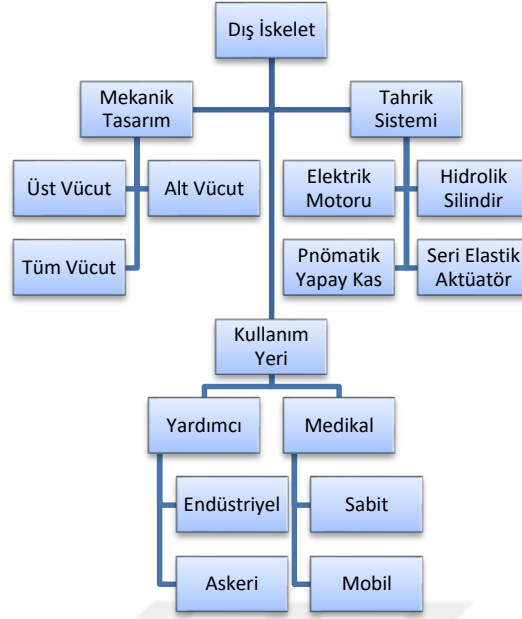 Dış İskelet
Mekanik
Tasarım
Tahrik
Sistemi
Üst Vücut
Alt Vücut
Tüm Vücut
Elektrik
Motoru
Hidrolik
Silindir
Pnömatik
Yapay Kas
Seri Elastik
Aktüatör
Kullanım
Yeri
Yardımcı
Medikal
Endüstriyel
Sabit
Askeri
Mobil